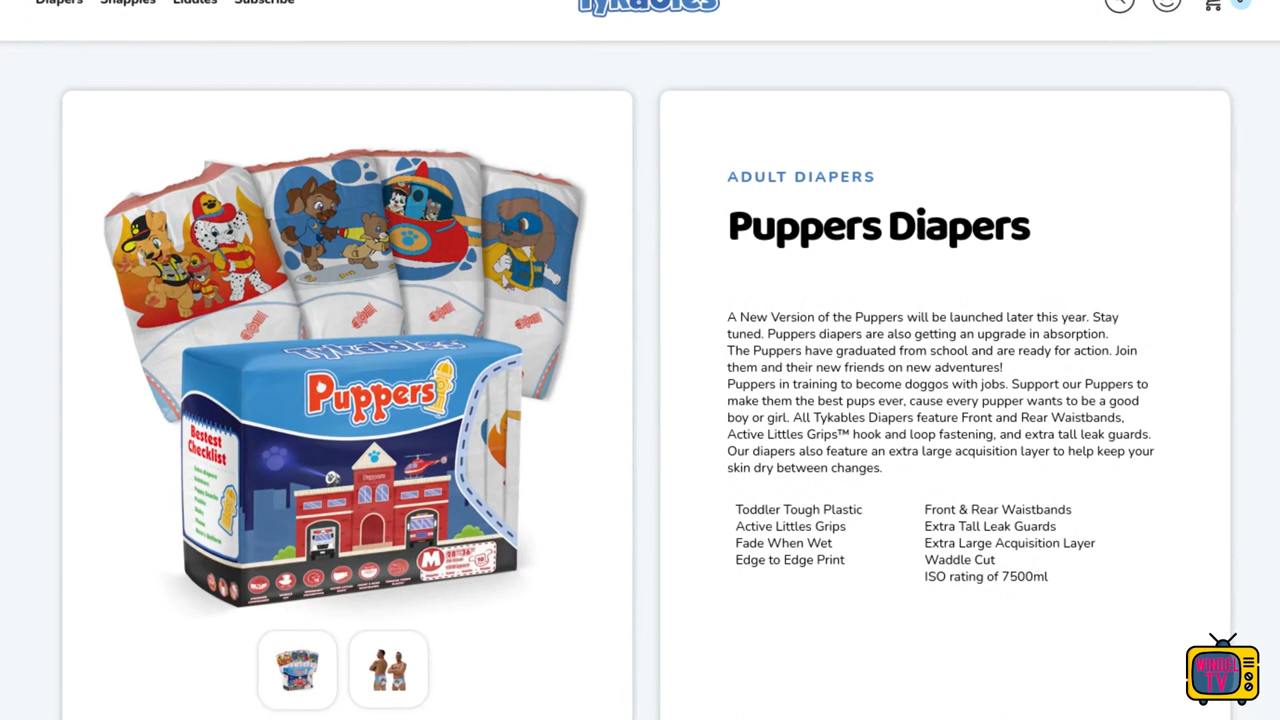 Diapers Snapples Liddles Subscribe
Tykables
ADULT DIAPERS
Puppers Diapers
A New Version of the Puppers will be launched later this year. Stay
tuned. Puppers diapers are also getting an upgrade in absorption.
The Puppers have graduated from school and are ready for action. Join
them and their new friends on new adventures!
Puppers in training to become doggos with jobs. Support our Puppers to
make them the best pups ever, cause every pupper wants to be a good
boy or girl. All Tykables Diapers feature Front and Rear Waistbands,
Active Littles Grips™ hook and loop fastening, and extra tall leak guards.
Our diapers also feature an extra large acquisition layer to help keep your
skin dry between changes.
Toddler Tough Plastic
Active Littles Grips
Fade When Wet
Edge to Edge Print
Front & Rear Waistbands
Extra Tall Leak Guards
Extra Large Acquisition Layer
Waddle Cut
ISO rating of 7500ml
Tykables
Puppers
Bestest
Checklist
Puppers
M
WINDEL
TV